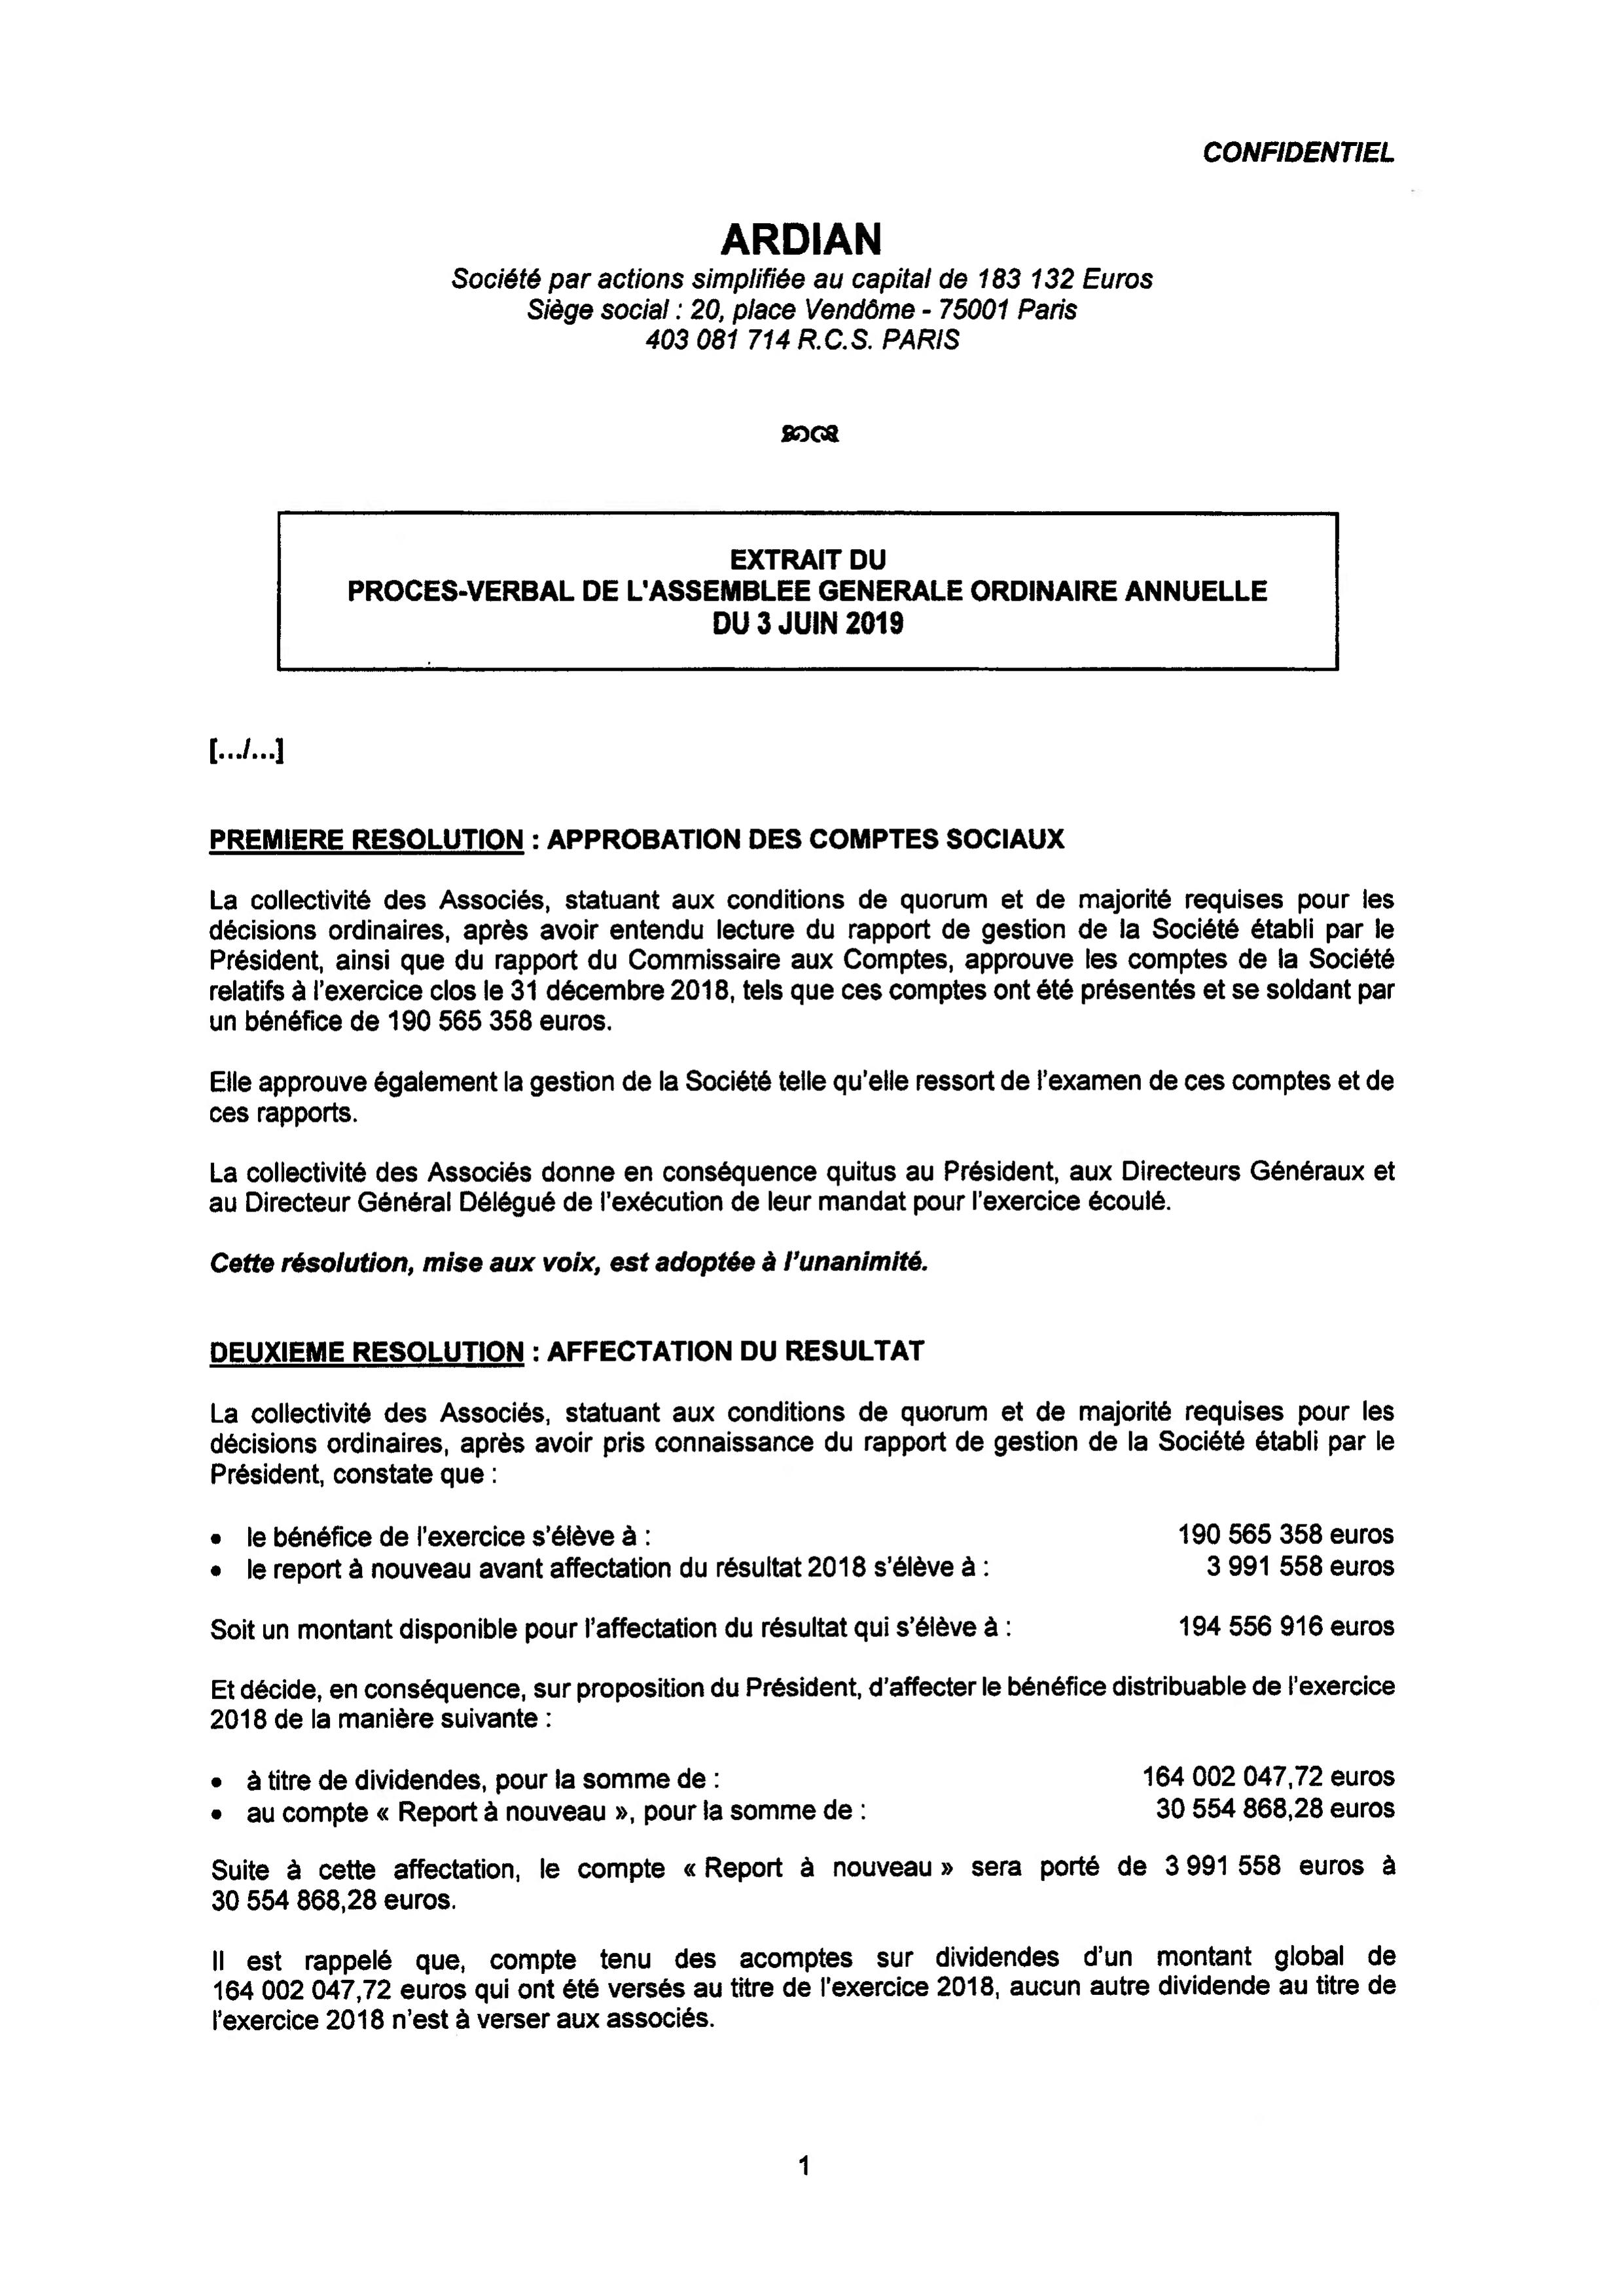 CONFIDENTIEL
ARDIAN
Société par actions simplifiée au capital de 183 132 Euros
Siège social : 20, place Vendôme - 75001 Paris
403 081 714 R.C.S. PARIS
EXTRAIT DU
PROCES-VERBAL DE L'ASSEMBLEE GENERALE ORDINAIRE ANNUELLE
DU 3 JUIN 2019
[.../...]
PREMIERE RESOLUTION : APPROBATION DES COMPTES SOCIAUX
La collectivité des Associés, statuant aux conditions de quorum et de majorité requises pour les
décisions ordinaires, après avoir entendu lecture du rapport de gestion de la Société établi par le
Président, ainsi que du rapport du Commissaire aux Comptes, approuve les comptes de la Société
relatifs à l'exercice clos le 31 décembre 2018, tels que ces comptes ont été présentés et se soldant par
un bénéfice de 190 565 358 euros.
Elle approuve également la gestion de la Société telle qu'elle ressort de l'examen de ces comptes et de
ces rapports.
La collectivité des Associés donne en conséquence quitus au Président, aux Directeurs Généraux et
au Directeur Général Délégué de l'exécution de leur mandat pour l'exercice écoulé.
Cette résolution, mise aux voix, est adoptée à l'unanimité.
DEUXIEME RESOLUTION : AFFECTATION DU RESULTAT
La collectivité des Associés, statuant aux conditions de quorum et de majorité requises pour les
décisions ordinaires, après avoir pris connaissance du rapport de gestion de la Société établi par le
Président, constate que :
• le bénéfice de l'exercice s'élève à : 190 565 358 euros
• le report à nouveau avant affectation du résultat 2018 s'élève à : 3 991 558 euros
Soit un montant disponible pour l'affectation du résultat qui s'élève à : 194 556 916 euros
Et décide, en conséquence, sur proposition du Président, d'affecter le bénéfice distribuable de l'exercice
2018 de la manière suivante :
• à titre de dividendes, pour la somme de : 164 002 047,72 euros
• au compte « Report à nouveau », pour la somme de : 30 554 868,28 euros
Suite à cette affectation, le compte « Report à nouveau » sera porté de 3 991 558 euros à
30 554 868,28 euros.
Il est rappelé que, compte tenu des acomptes sur dividendes d'un montant global de
164 002 047,72 euros qui ont été versés au titre de l'exercice 2018, aucun autre dividende au titre de
l'exercice 2018 n'est à verser aux associés.
1